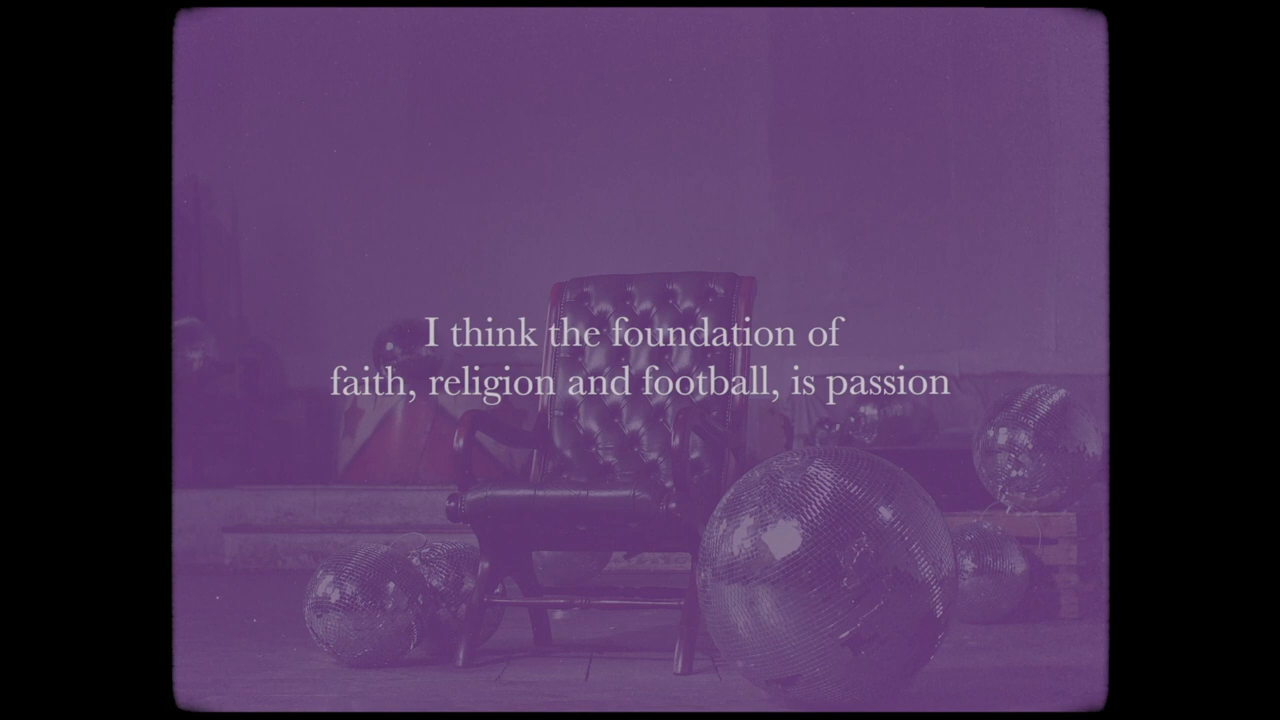 I think the foundation of
faith, religion and football, is passion